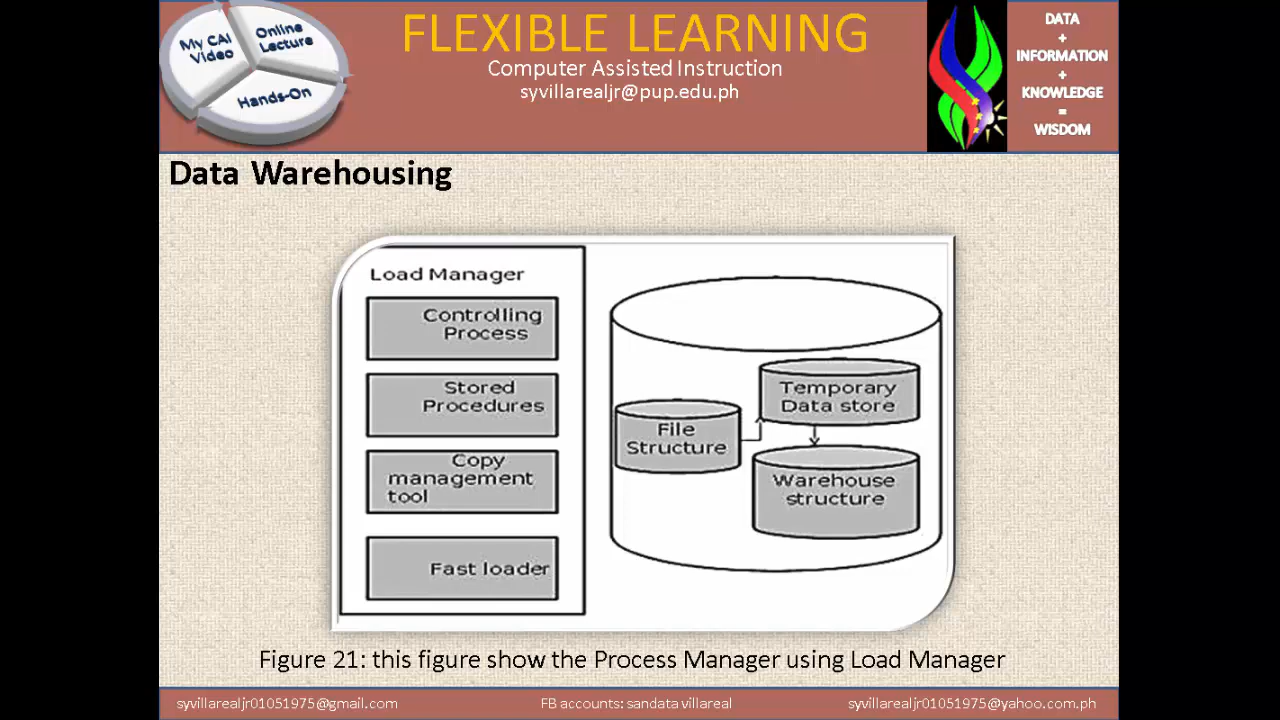 My CAI
Video
Online
Lecture
Hands-On
FLEXIBLE LEARNING
Computer Assisted Instruction
syvillarealjr@pup.edu.ph
DATA
+
INFORMATION
+
KNOWLEDGE
=
WISDOM
Data Warehousing
Load Manager
Controlling
Process
Stored
Procedures
Copy
management
tool
Fast loader
File
Structure
Temporary
Data store
Warehouse
structure
Figure 21: this figure show the Process Manager using Load Manager
syvillarealjr01051975@gmail.com
FB accounts: sandata villareal
syvillarealjr01051975@yahoo.com.ph